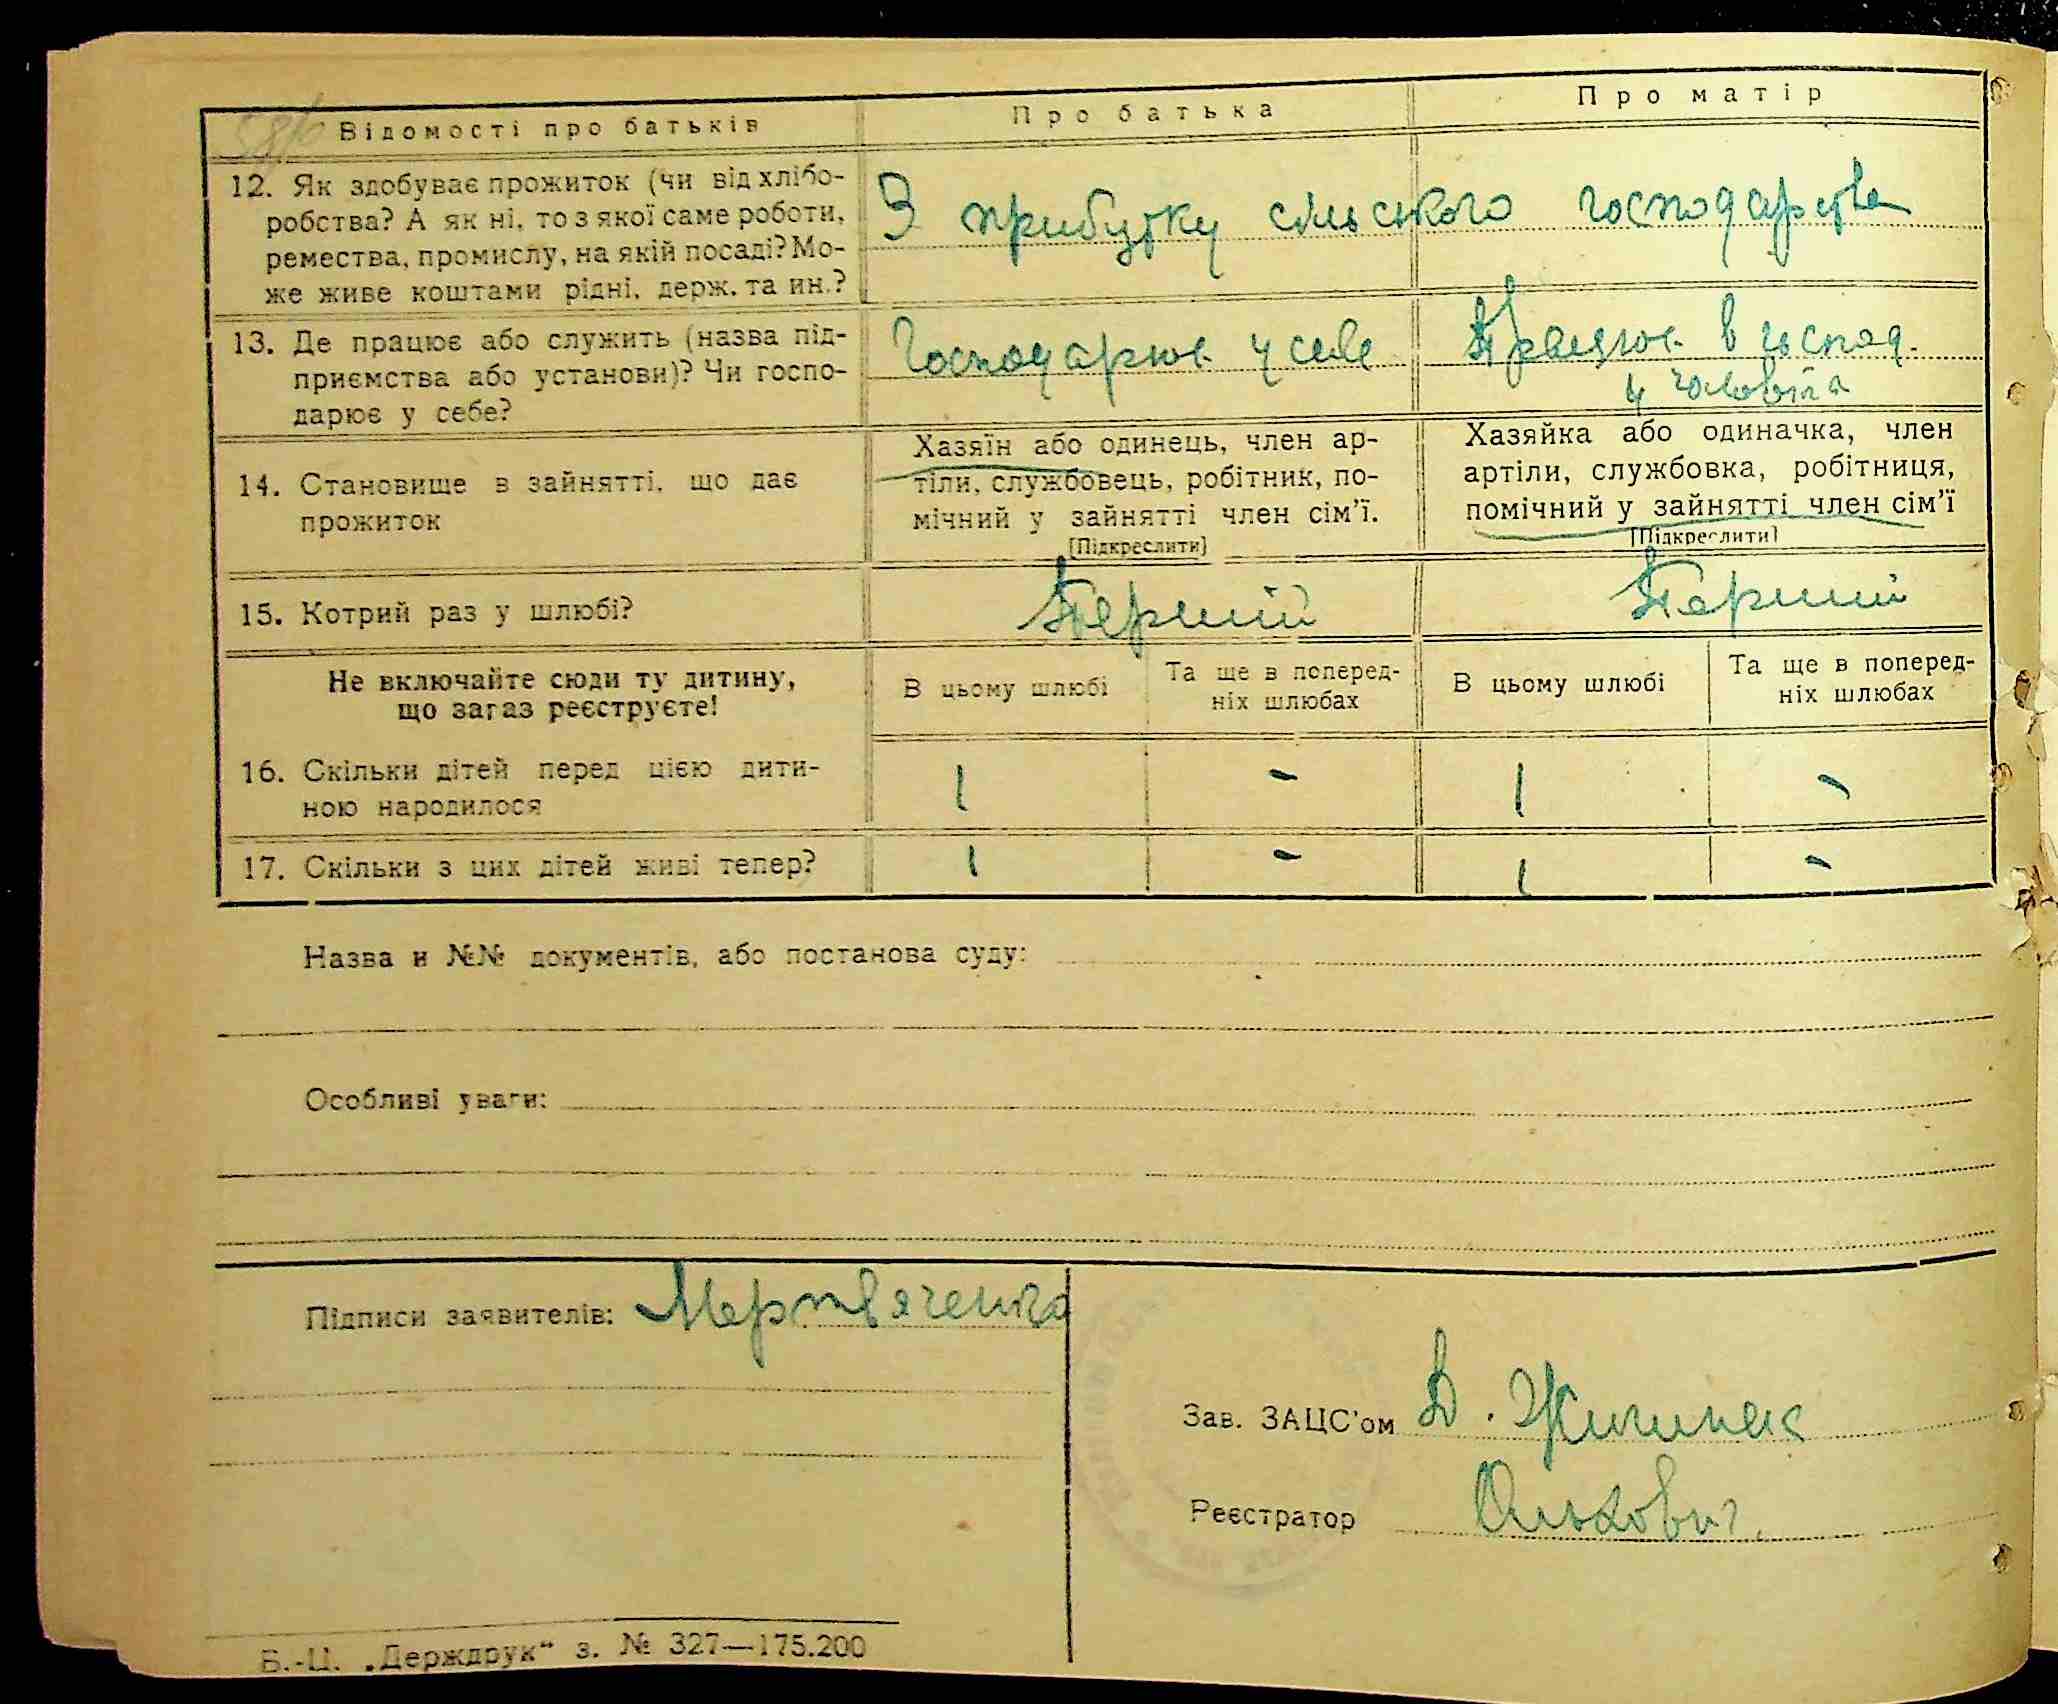 58/б
Відомості про батьків
Про батька
Про матір
12. Як здобуває прожиток (чи від хлібо-
робства? А як ні, то з якої саме роботи,
ремества, промислу, на якій посаді? Мо-
же живе коштами рідні, держ. та ин.?
З прибутку сільського господарства
13. Де працює або служить (назва під-
приємства або установи)? Чи госпо-
дарює у себе?
Господарює у себе
Працює в господ.
у чоловіка
14. Становище в зайнятті, що дає
прожиток
Хазяїн або одинець, член ар-
тіли, службовець, робітник, по-
мічний у зайнятті член сім'ї.
[Підкреслити]
Хазяйка або одиначка, член
артіли, службовка, робітниця,
помічний у зайнятті член сім'ї
[Підкреслити]
15. Котрий раз у шлюбі?
Перший
Перший
Не включайте сюди ту дитину,
що зараз реєструєте!
В цьому шлюбі
Та ще в поперед-
ніх шлюбах
В цьому шлюбі
Та ще в поперед-
ніх шлюбах
16. Скільки дітей перед цією дити-
ною народилося
1 - 1 -
17. Скільки з цих дітей живі тепер?
1 - 1 -
Назва и №№ документів, або постанова суду:
Особливі уваги:
Підписи заявителів: Мертвяченко
Зав. ЗАЦС'ом
Реєстратор Ольхович
В.-Ц. „Держдрук" з. № 327—175.200